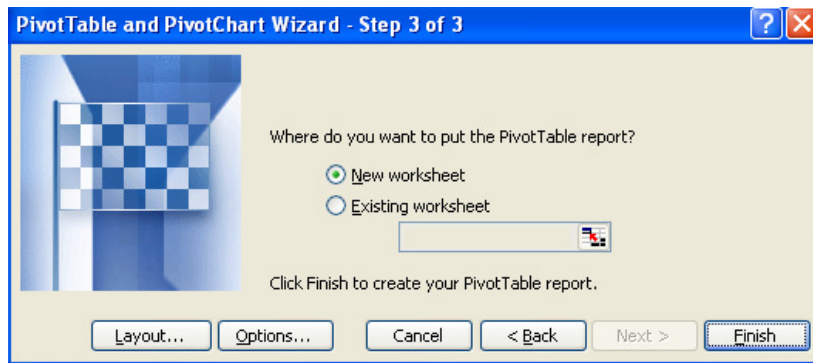 PivotTable and PivotChart Wizard - Step 3 of 3
Where do you want to put the PivotTable report?
New worksheet
Existing worksheet
Click Finish to create your PivotTable report.
Layout... Options... Cancel < Back Next > Finish